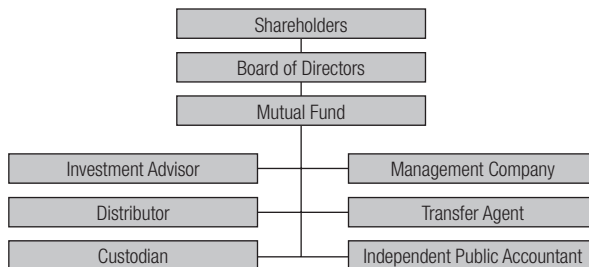 Shareholders
Board of Directors
Mutual Fund
Investment Advisor
Management Company
Distributor
Transfer Agent
Custodian
Independent Public Accountant